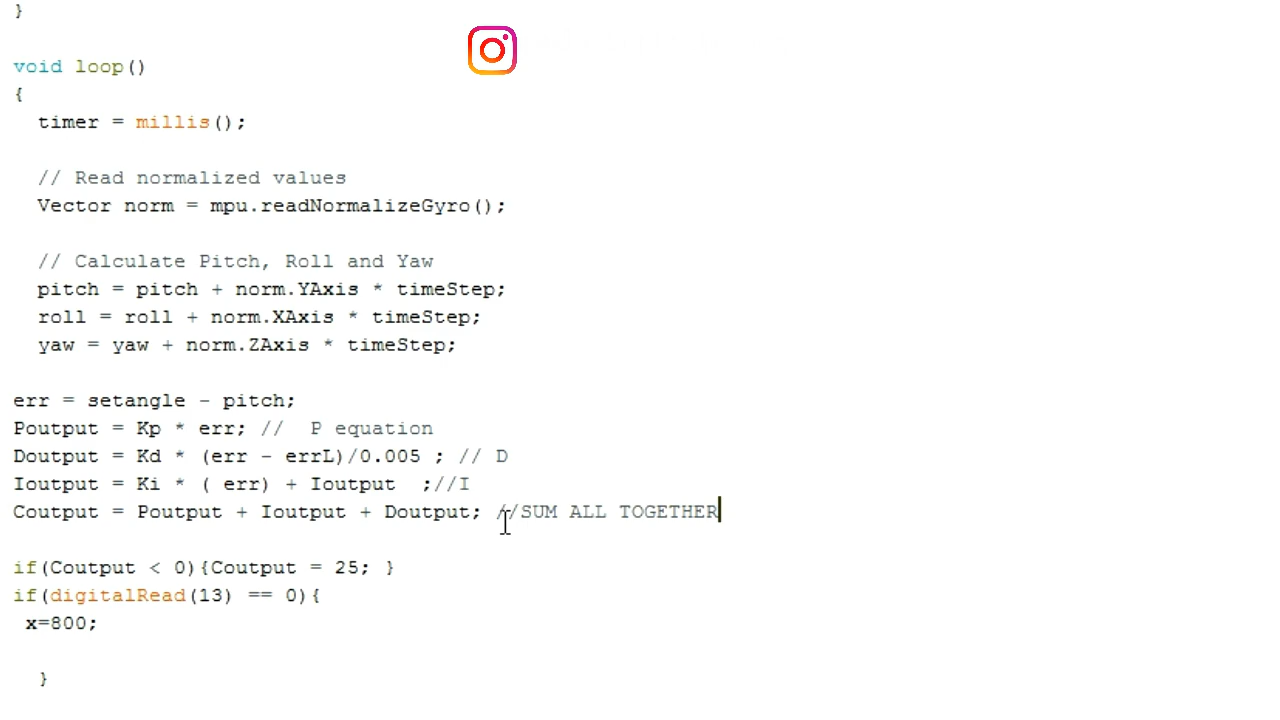 }
void loop()
{
timer = millis();
// Read normalized values
Vector norm = mpu.readNormalizeGyro();
// Calculate Pitch, Roll and Yaw
pitch = pitch + norm.YAxis * timeStep;
roll = roll + norm.XAxis * timeStep;
yaw = yaw + norm.ZAxis * timeStep;
err = setangle - pitch;
Poutput = Kp * err; //  P equation
Doutput = Kd * (err - errL)/0.005 ; // D
Ioutput = Ki * ( err) + Ioutput  ;//I
Coutput = Poutput + Ioutput + Doutput; //SUM ALL TOGETHER
if(Coutput < 0){Coutput = 25; }
if(digitalRead(13) == 0){
x=800;
}